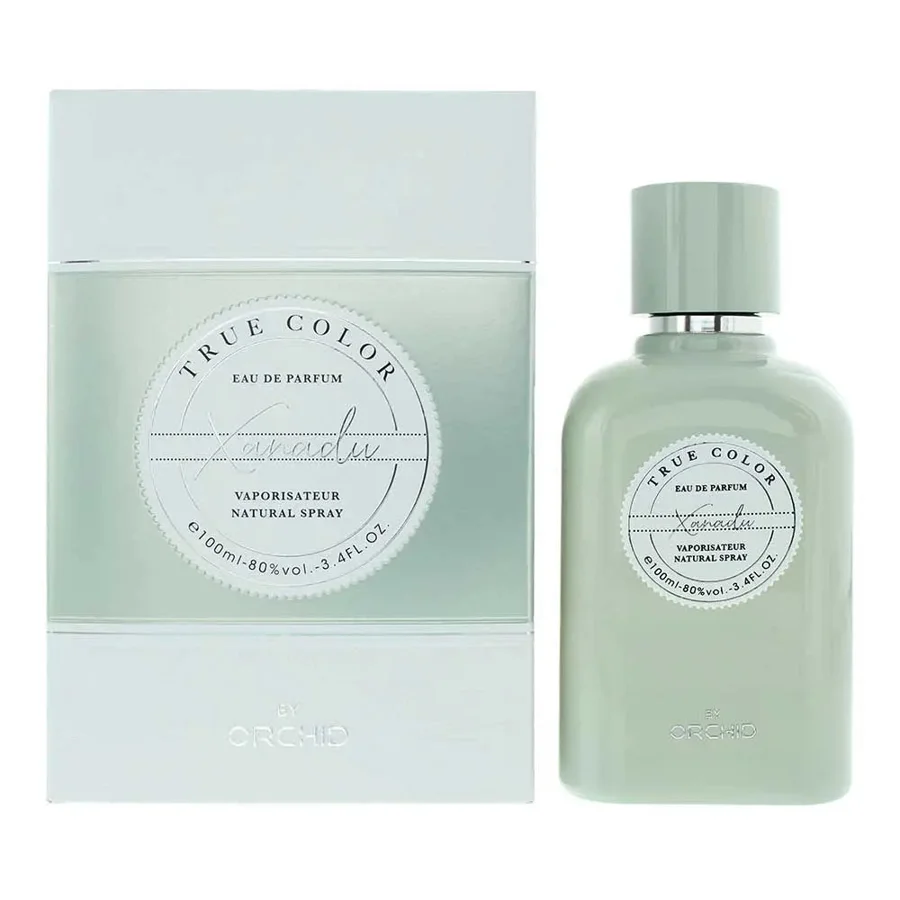 TRUE COLOR
EAU DE PARFUM
Xanadu
VAPORISATEUR
NATURAL SPRAY
e100ml-80%vol.-3.4FL.OZ.
BY
ORCHID
TRUE COLOR
EAU DE PARFUM
Xanadu
VAPORISATEUR
NATURAL SPRAY
e100ml-80%vol.-3.4FL.OZ.
BY
ORCHID